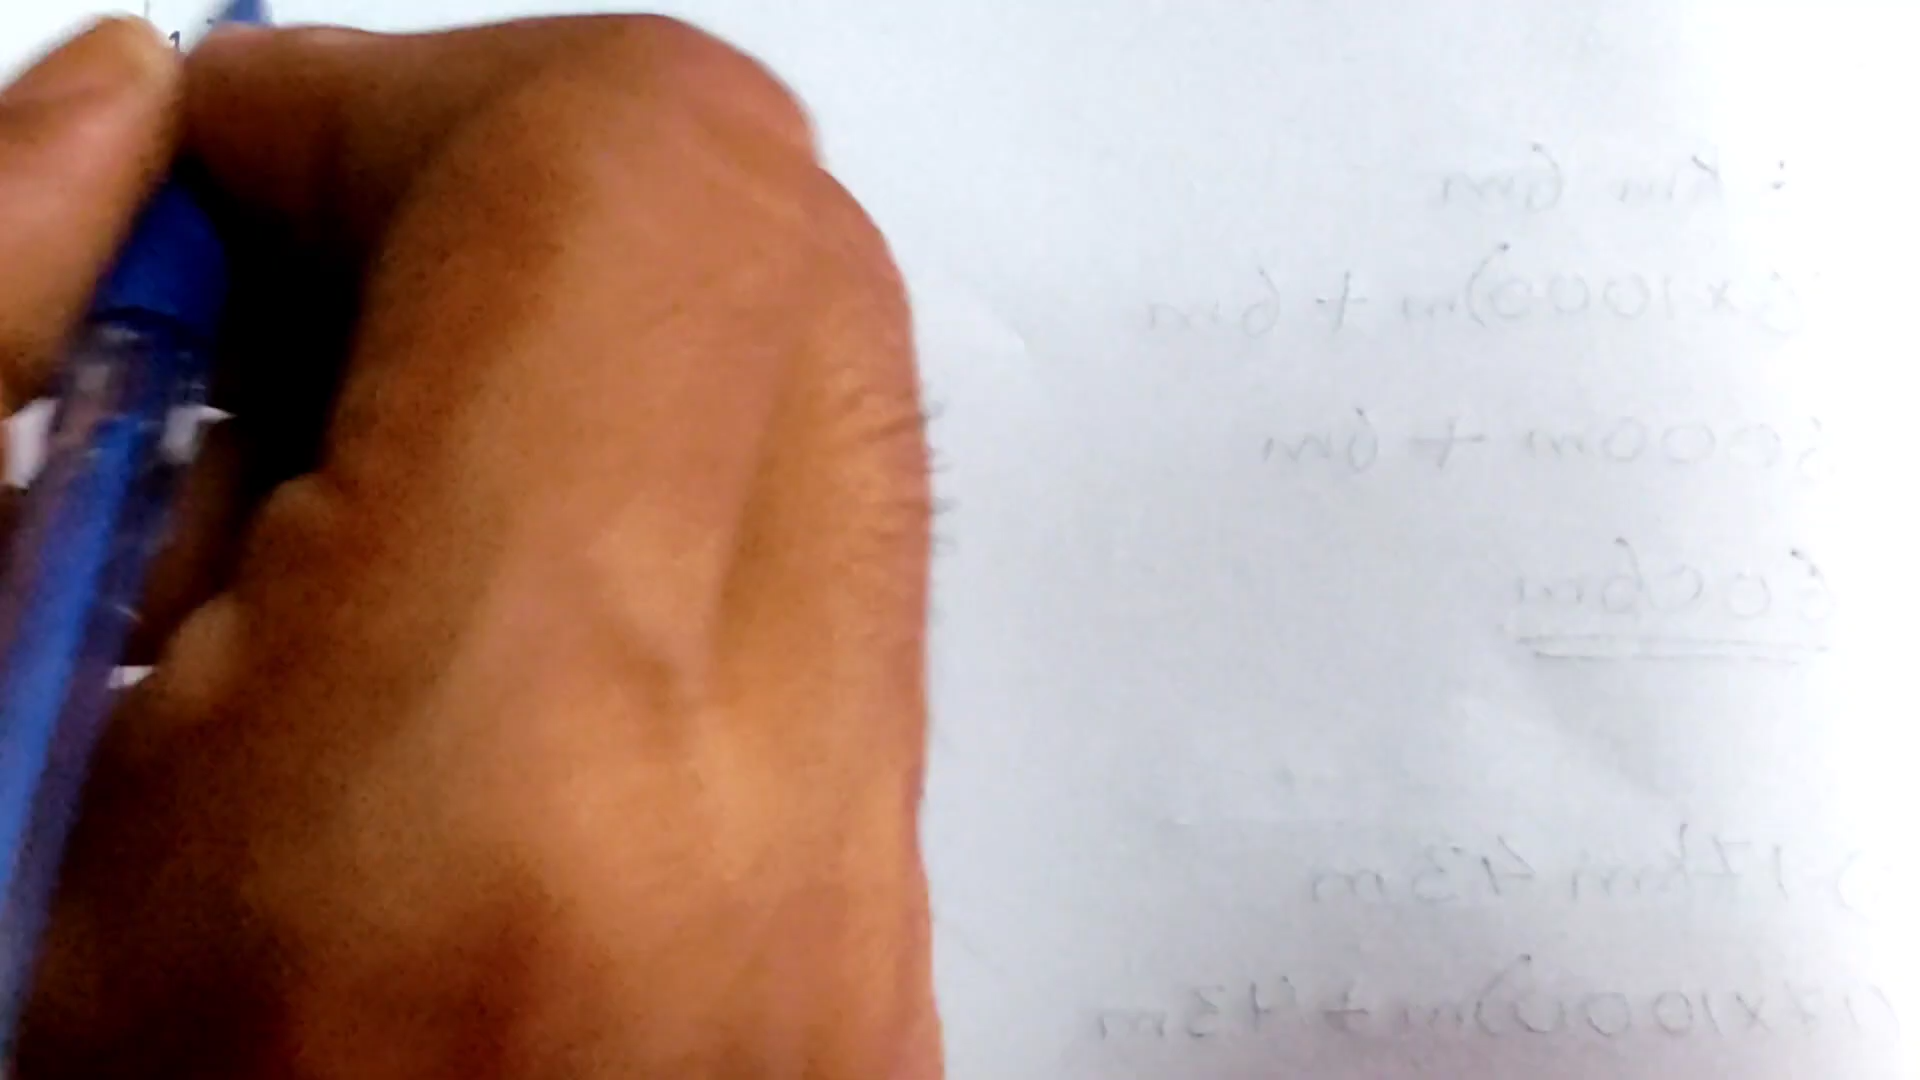 Km 6m
x1000)m + 6m
000m + 6m
006m
17km 43m
(17x1000)m + 43m